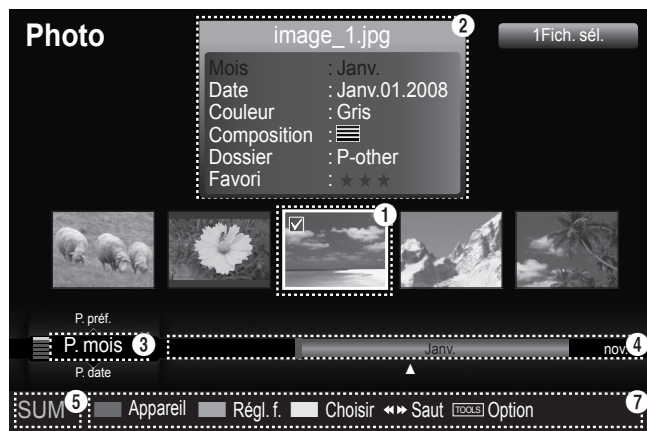 Photo
image_1.jpg
2
1Fich. sél.
Mois : Janv.
Date : Janv.01.2008
Couleur : Gris
Composition :
Dossier : P-other
Favori : ★★★
1
P. préf.
P. mois 3
Janv.
nov. 4
P. date
SUM 5
Appareil Régl. f. Choisir ◄◄ ►► Saut TOOLS Option 7